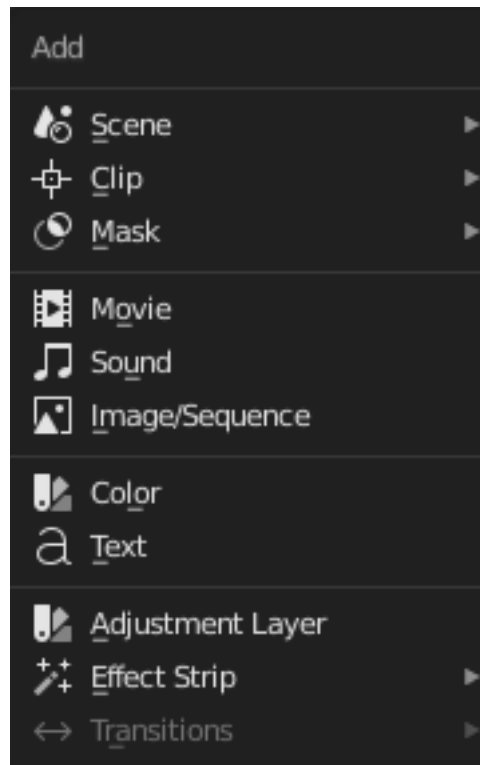 Add
Scene
Clip
Mask
Movie
Sound
Image/Sequence
Color
Text
Adjustment Layer
Effect Strip
Transitions